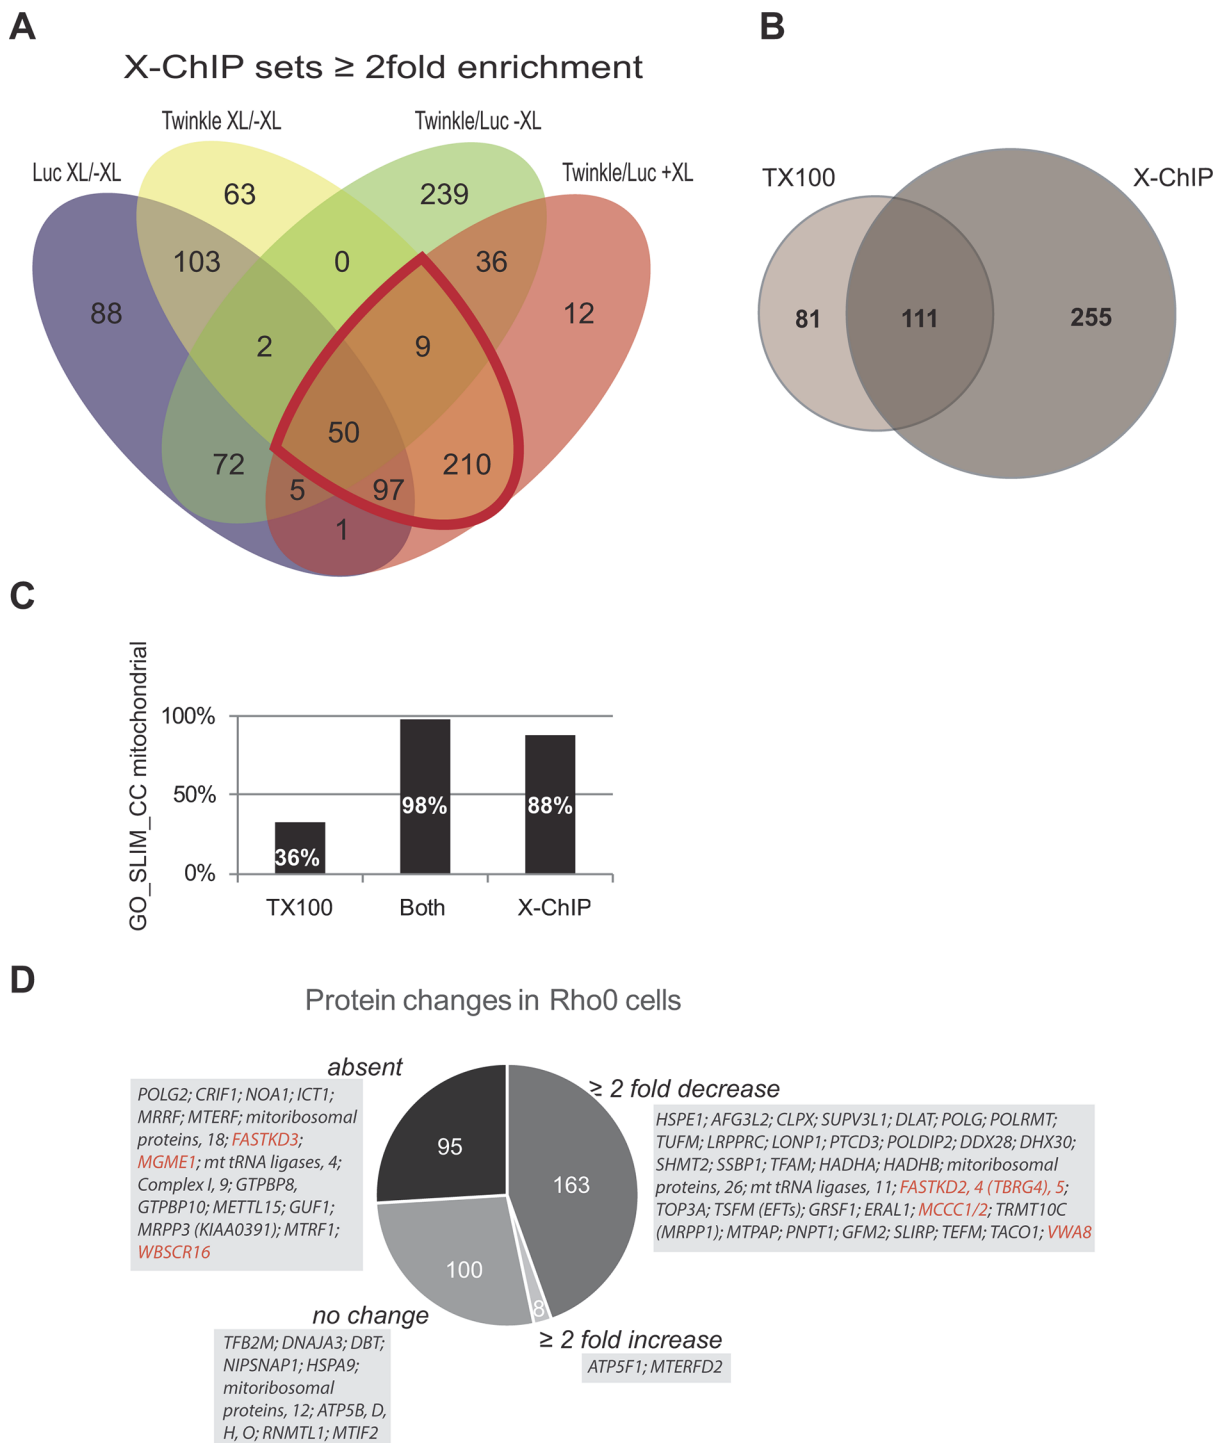 A
X-ChIP sets ≥ 2fold enrichment
Luc XL/-XL
Twinkle XL/-XL
Twinkle/Luc -XL
Twinkle/Luc +XL
63
239
103
0
36
88
2
9
12
50
72
5
97
210
1
B
TX100
X-ChIP
81
111
255
C
GO_SLIM_CC mitochondrial
100%
50%
0%
36%
98%
88%
TX100
Both
X-ChIP
D
Protein changes in Rho0 cells
absent
POLG2; CRIF1; NOA1; ICT1;
MRRF; MTERF; mitoribosomal
proteins, 18; FASTKD3;
MGME1; mt tRNA ligases, 4;
Complex I, 9; GTPBP8,
GTPBP10; METTL15; GUF1;
MRPP3 (KIAA0391); MTRF1;
WBSCR16
95
163
100
8
≥ 2 fold decrease
HSPE1; AFG3L2; CLPX; SUPV3L1; DLAT; POLG; POLRMT;
TUFM; LRPPRC; LONP1; PTCD3; POLDIP2; DDX28; DHX30;
SHMT2; SSBP1; TFAM; HADHA; HADHB; mitoribosomal
proteins, 26; mt tRNA ligases, 11; FASTKD2, 4 (TBRG4), 5;
TOP3A; TSFM (EFTs); GRSF1; ERAL1; MCCC1/2; TRMT10C
(MRPP1); MTPAP; PNPT1; GFM2; SLIRP; TEFM; TACO1; VWA8
no change
TFB2M; DNAJA3; DBT;
NIPSNAP1; HSPA9;
mitoribosomal
proteins, 12; ATP5B, D,
H, O; RNMTL1; MTIF2
≥ 2 fold increase
ATP5F1; MTERFD2